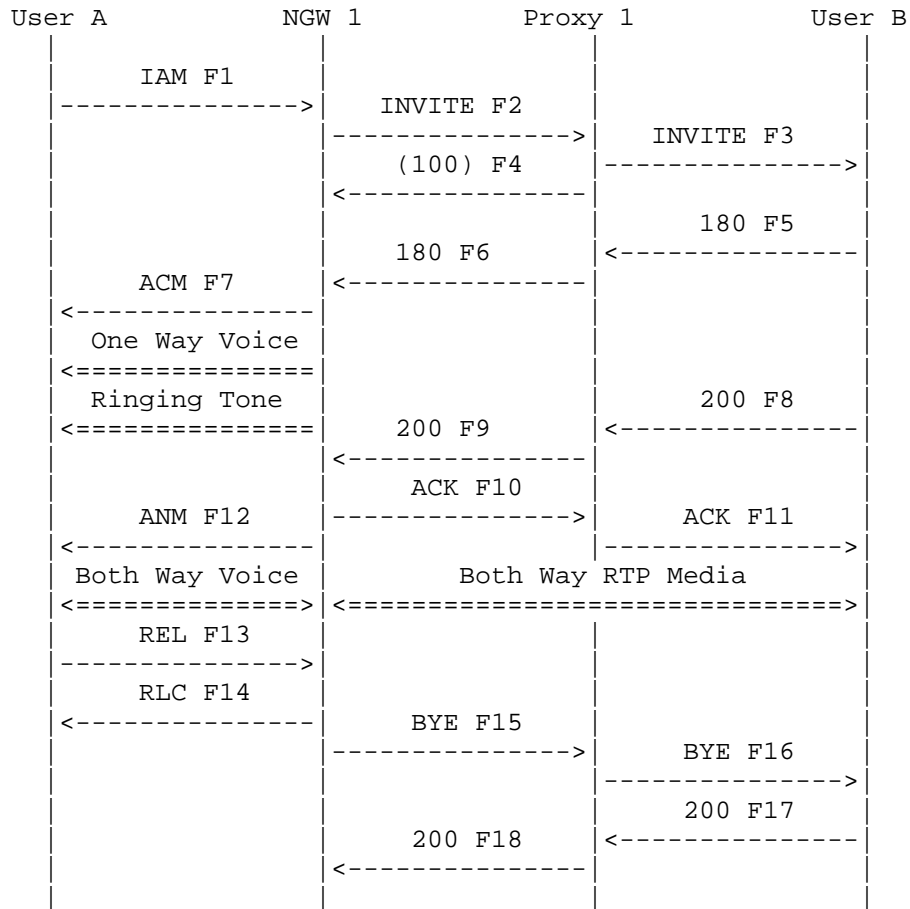 User A NGW 1 Proxy 1 User B
IAM F1
INVITE F2
INVITE F3
(100) F4
180 F5
180 F6
ACM F7
One Way Voice
Ringing Tone 200 F8
200 F9
ACK F10
ANM F12 ACK F11
Both Way Voice Both Way RTP Media
REL F13
RLC F14
BYE F15
BYE F16
200 F17
200 F18